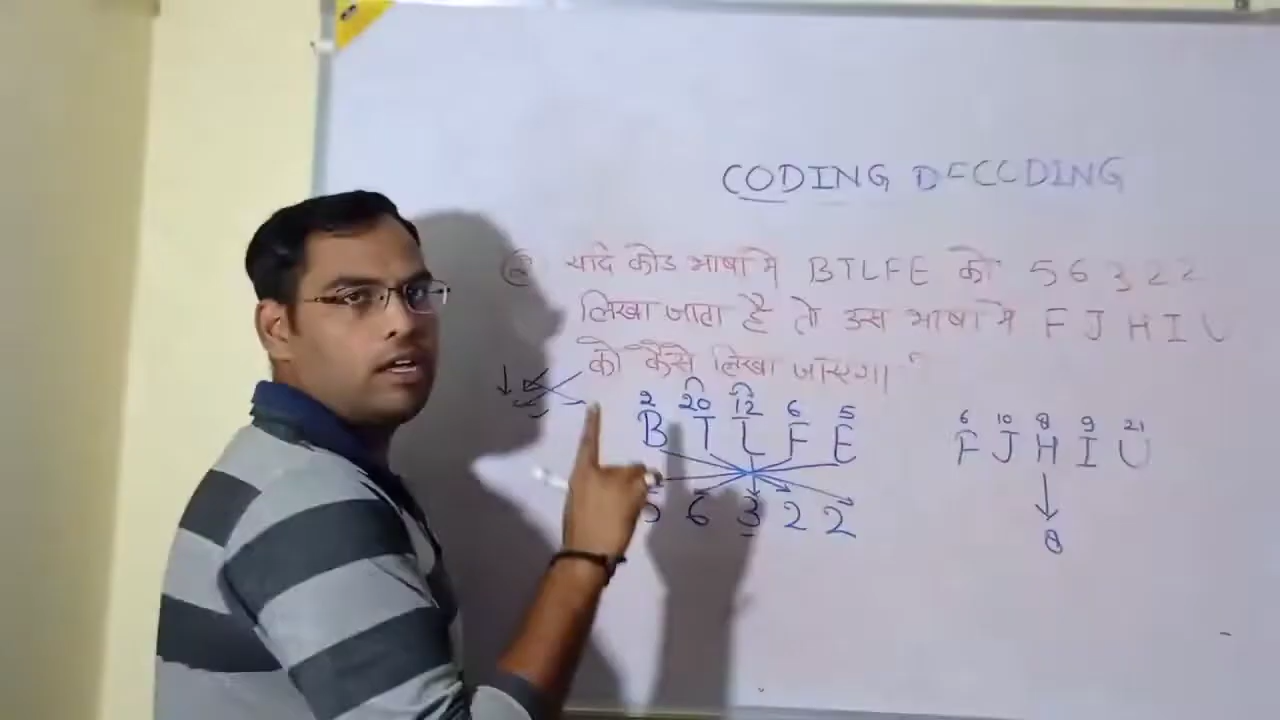 CODING DECODING
Q यदि कोड भाषा मे BTLFE को 56322
लिखा जाता है तो उस भाषा मे FJHIU
को कैसे लिखा जाएगा।
2 20 12 6 5
B T L F E
5 6 3 2 2
6 10 8 9 21
F J H I U
8